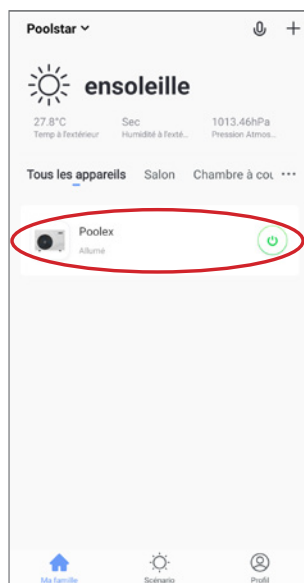 Poolstar
ensoleille
27.8°C Sec 1013.46hPa
Temp à l'extérieur Humidité à l'exté... Pression Atmos...
Tous les appareils Salon Chambre à cou ...
Poolex
Allumé
Ma famille Scénario Profil